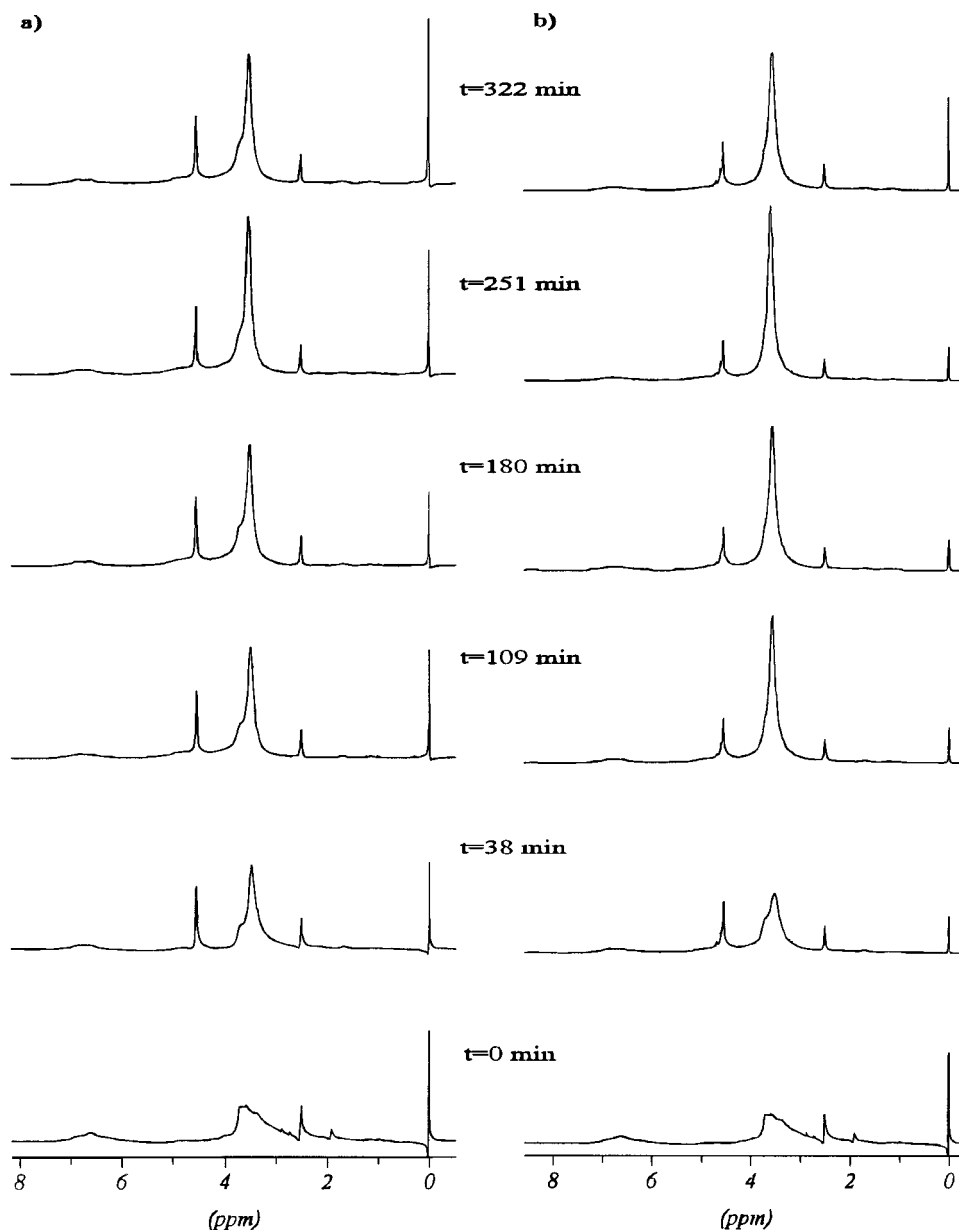 a)
b)
t=322 min
t=251 min
t=180 min
t=109 min
t=38 min
t=0 min
8 6 4 2 0
8 6 4 2 0
(ppm)
(ppm)